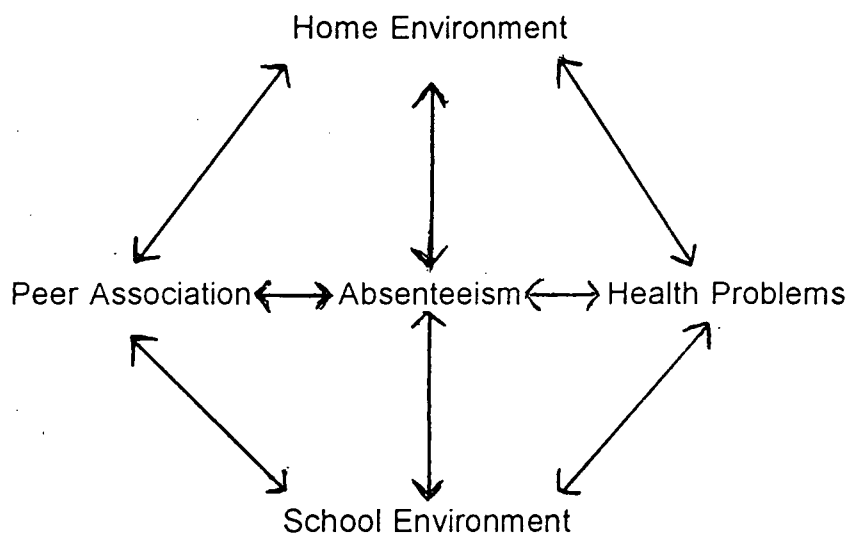 Home Environment
Peer Association Absenteeism Health Problems
School Environment